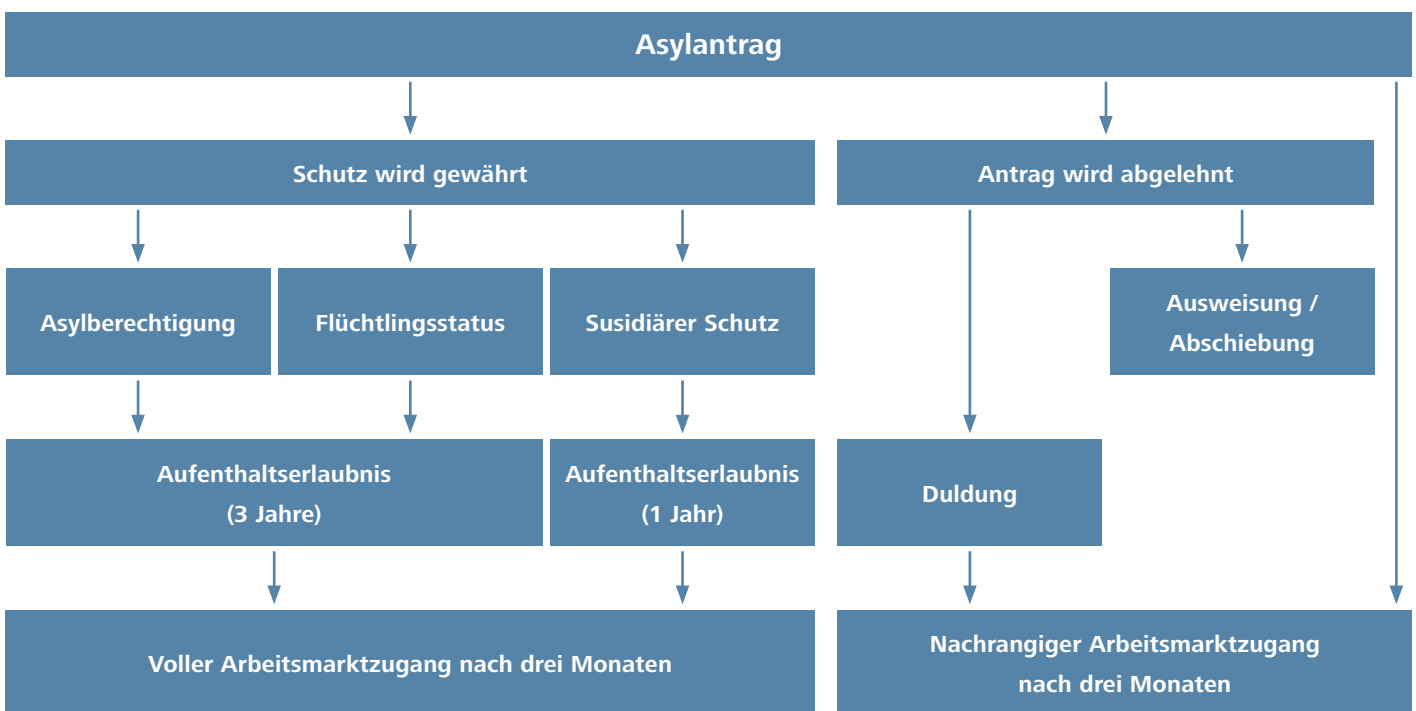 Asylantrag
Schutz wird gewährt
Antrag wird abgelehnt
Asylberechtigung
Flüchtlingsstatus
Susidiärer Schutz
Ausweisung /
Abschiebung
Aufenthaltserlaubnis
(3 Jahre)
Aufenthaltserlaubnis
(1 Jahr)
Duldung
Voller Arbeitsmarktzugang nach drei Monaten
Nachrangiger Arbeitsmarktzugang
nach drei Monaten